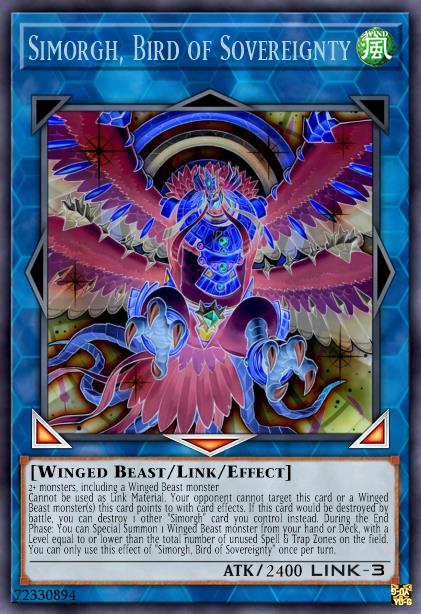 Simorgh, Bird of Sovereignty
WIND
風
[Winged Beast/Link/Effect]
2+ monsters, including a Winged Beast monster
Cannot be used as Link Material. Your opponent cannot target this card or a Winged
Beast monster(s) this card points to with card effects. If this card would be destroyed by
battle, you can destroy 1 other "Simorgh" card you control instead. During the End
Phase: You can Special Summon 1 Winged Beast monster from your hand or Deck, with a
Level equal to or lower than the total number of unused Spell & Trap Zones on the field.
You can only use this effect of "Simorgh, Bird of Sovereignty" once per turn.
ATK/2400 LINK-3
72330894